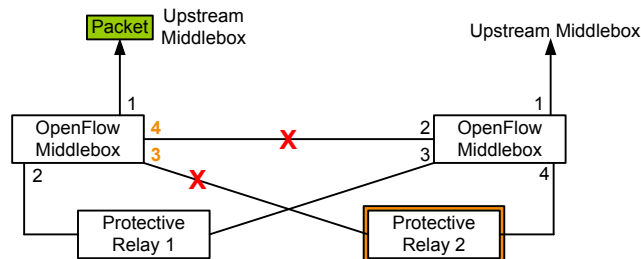 Packet
Upstream
Middlebox
Upstream Middlebox
1
1
OpenFlow
Middlebox
4
3
X
X
2
3
OpenFlow
Middlebox
2
4
Protective
Relay 1
Protective
Relay 2